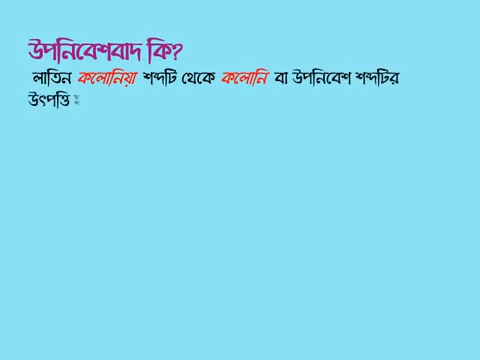 উপনিবেশবাদ কি?
লাতিন কলোনিয়া শব্দটি থেকে কলোনি বা উপনিবেশ শব্দটির
উৎপত্তি